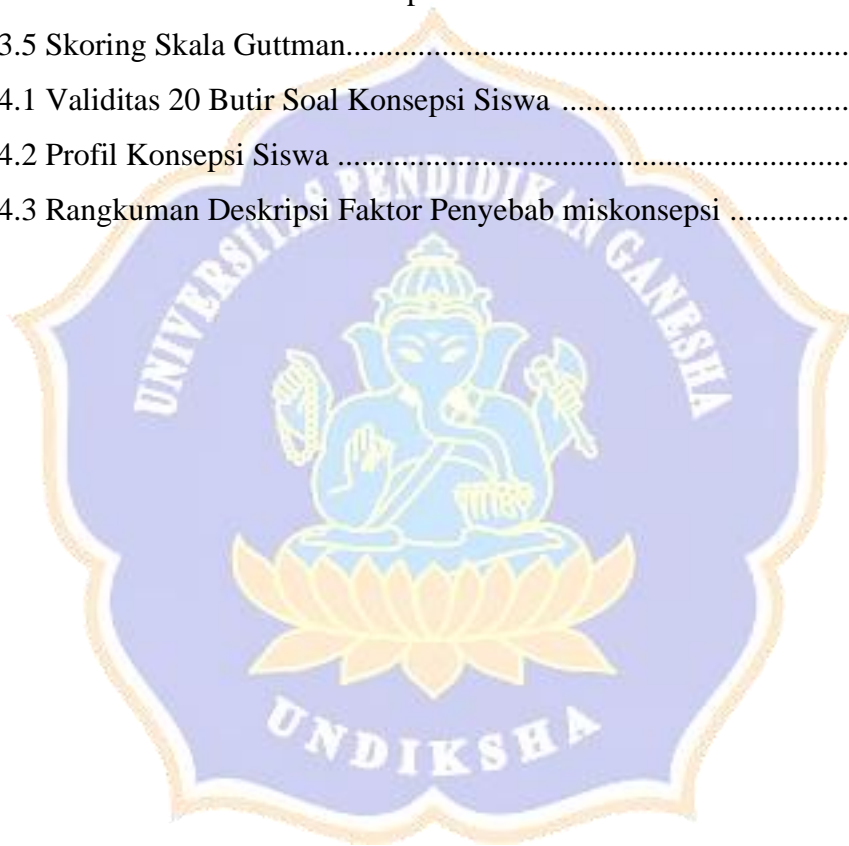 3.5 Skoring Skala Guttman..............................................................
4.1 Validitas 20 Butir Soal Konsepsi Siswa ....................................
4.2 Profil Konsepsi Siswa ................................................................
4.3 Rangkuman Deskripsi Faktor Penyebab miskonsepsi ...............
UNIVERSITAS PENDIDIKAN GANESHA
UNDIKSHA